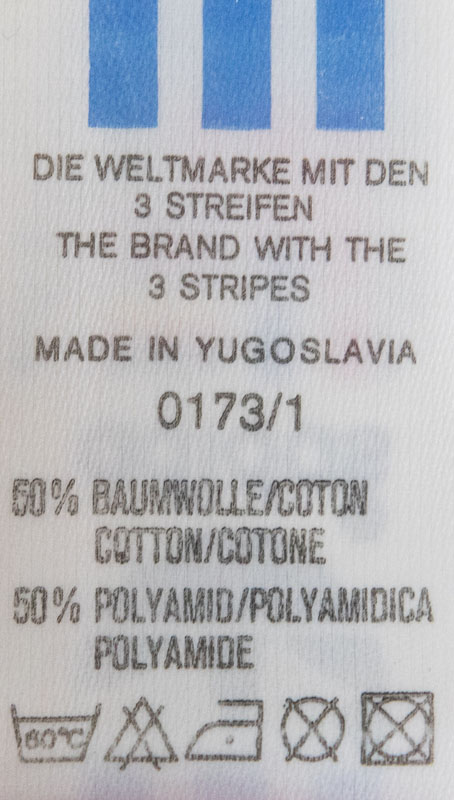 DIE WELTMARKE MIT DEN
3 STREIFEN
THE BRAND WITH THE
3 STRIPES
MADE IN YUGOSLAVIA
0173/1
50% BAUMWOLLE/COTON
COTTON/COTONE
50% POLYAMID/POLYAMIDICA
POLYAMIDE
60°C